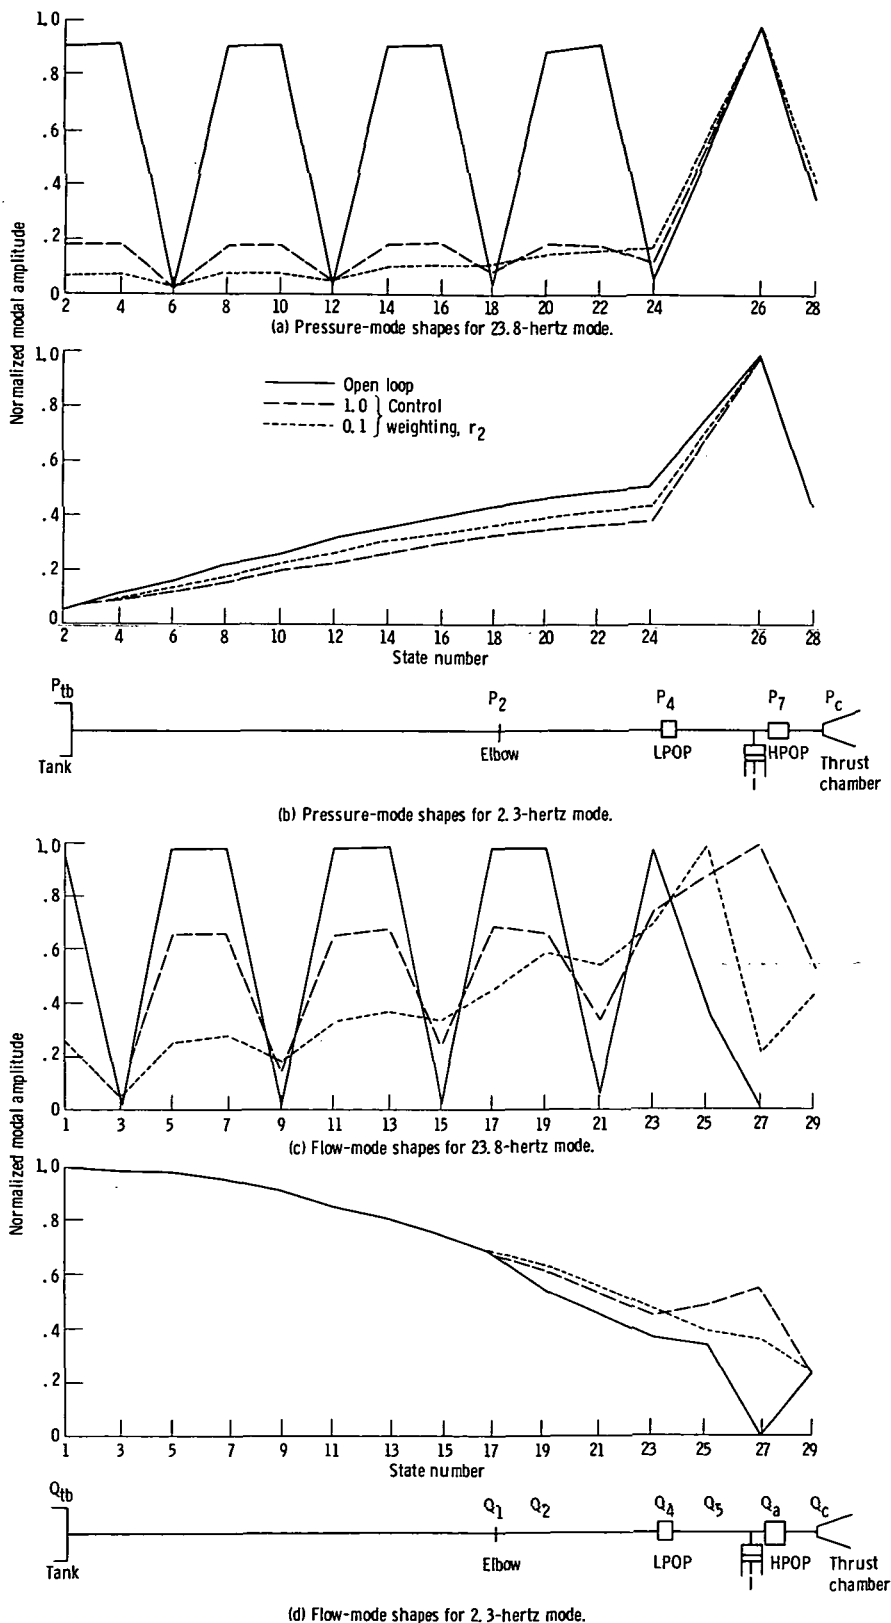 Normalized modal amplitude
1.0
.8
.6
.4
.2
0
2 4 6 8 10 12 14 16 18 20 22 24 26 28
(a) Pressure-mode shapes for 23.8-hertz mode.
1.0
.8
.6
.4
.2
0
Open loop
1.0 } Control
0.1 } weighting, r2
2 4 6 8 10 12 14 16 18 20 22 24 26 28
State number
Ptb P2 P4 P7 Pc
Tank Elbow LPOP HPOP Thrust
chamber
(b) Pressure-mode shapes for 2.3-hertz mode.
Normalized modal amplitude
1.0
.8
.6
.4
.2
0
1 3 5 7 9 11 13 15 17 19 21 23 25 27 29
(c) Flow-mode shapes for 23.8-hertz mode.
1.0
.8
.6
.4
.2
0
1 3 5 7 9 11 13 15 17 19 21 23 25 27 29
State number
Qtb Q1 Q2 Q4 Q5 Qa Qc
Tank Elbow LPOP HPOP Thrust
chamber
(d) Flow-mode shapes for 2.3-hertz mode.